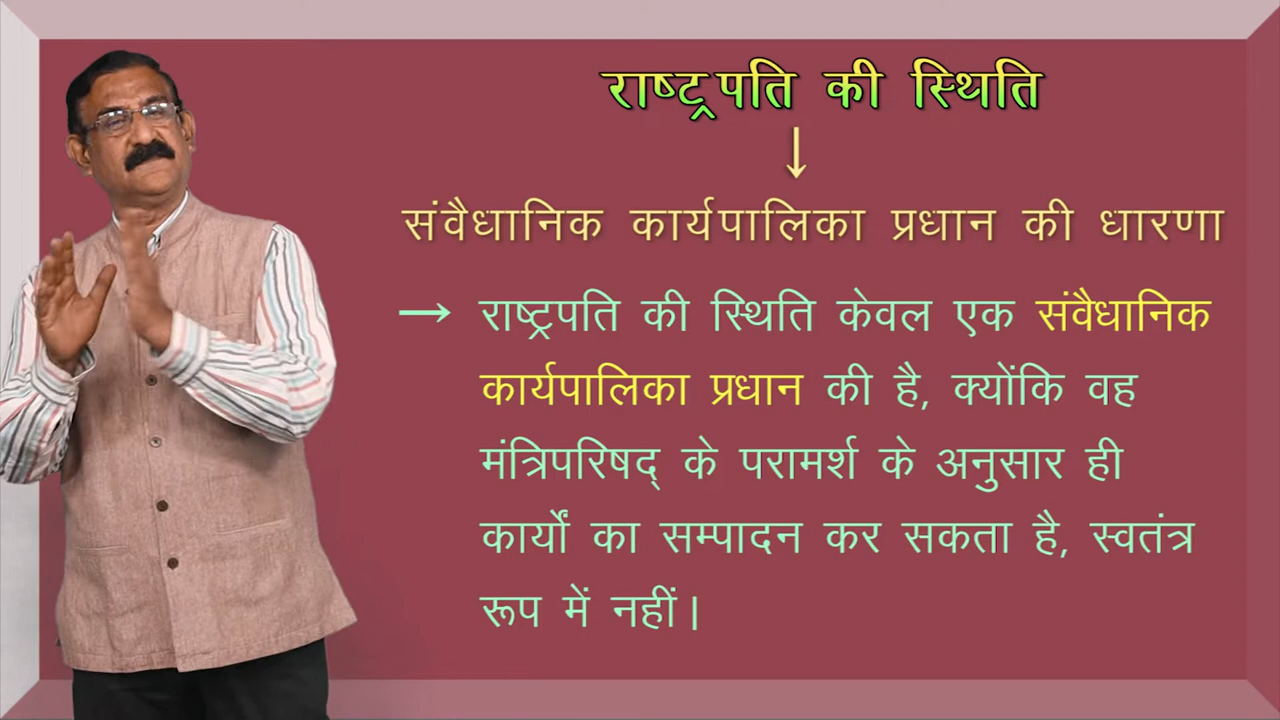 राष्ट्रपति की स्थिति
↓
संवैधानिक कार्यपालिका प्रधान की धारणा
→ राष्ट्रपति की स्थिति केवल एक संवैधानिक
कार्यपालिका प्रधान की है, क्योंकि वह
मंत्रिपरिषद् के परामर्श के अनुसार ही
कार्यों का सम्पादन कर सकता है, स्वतंत्र
रूप में नहीं।